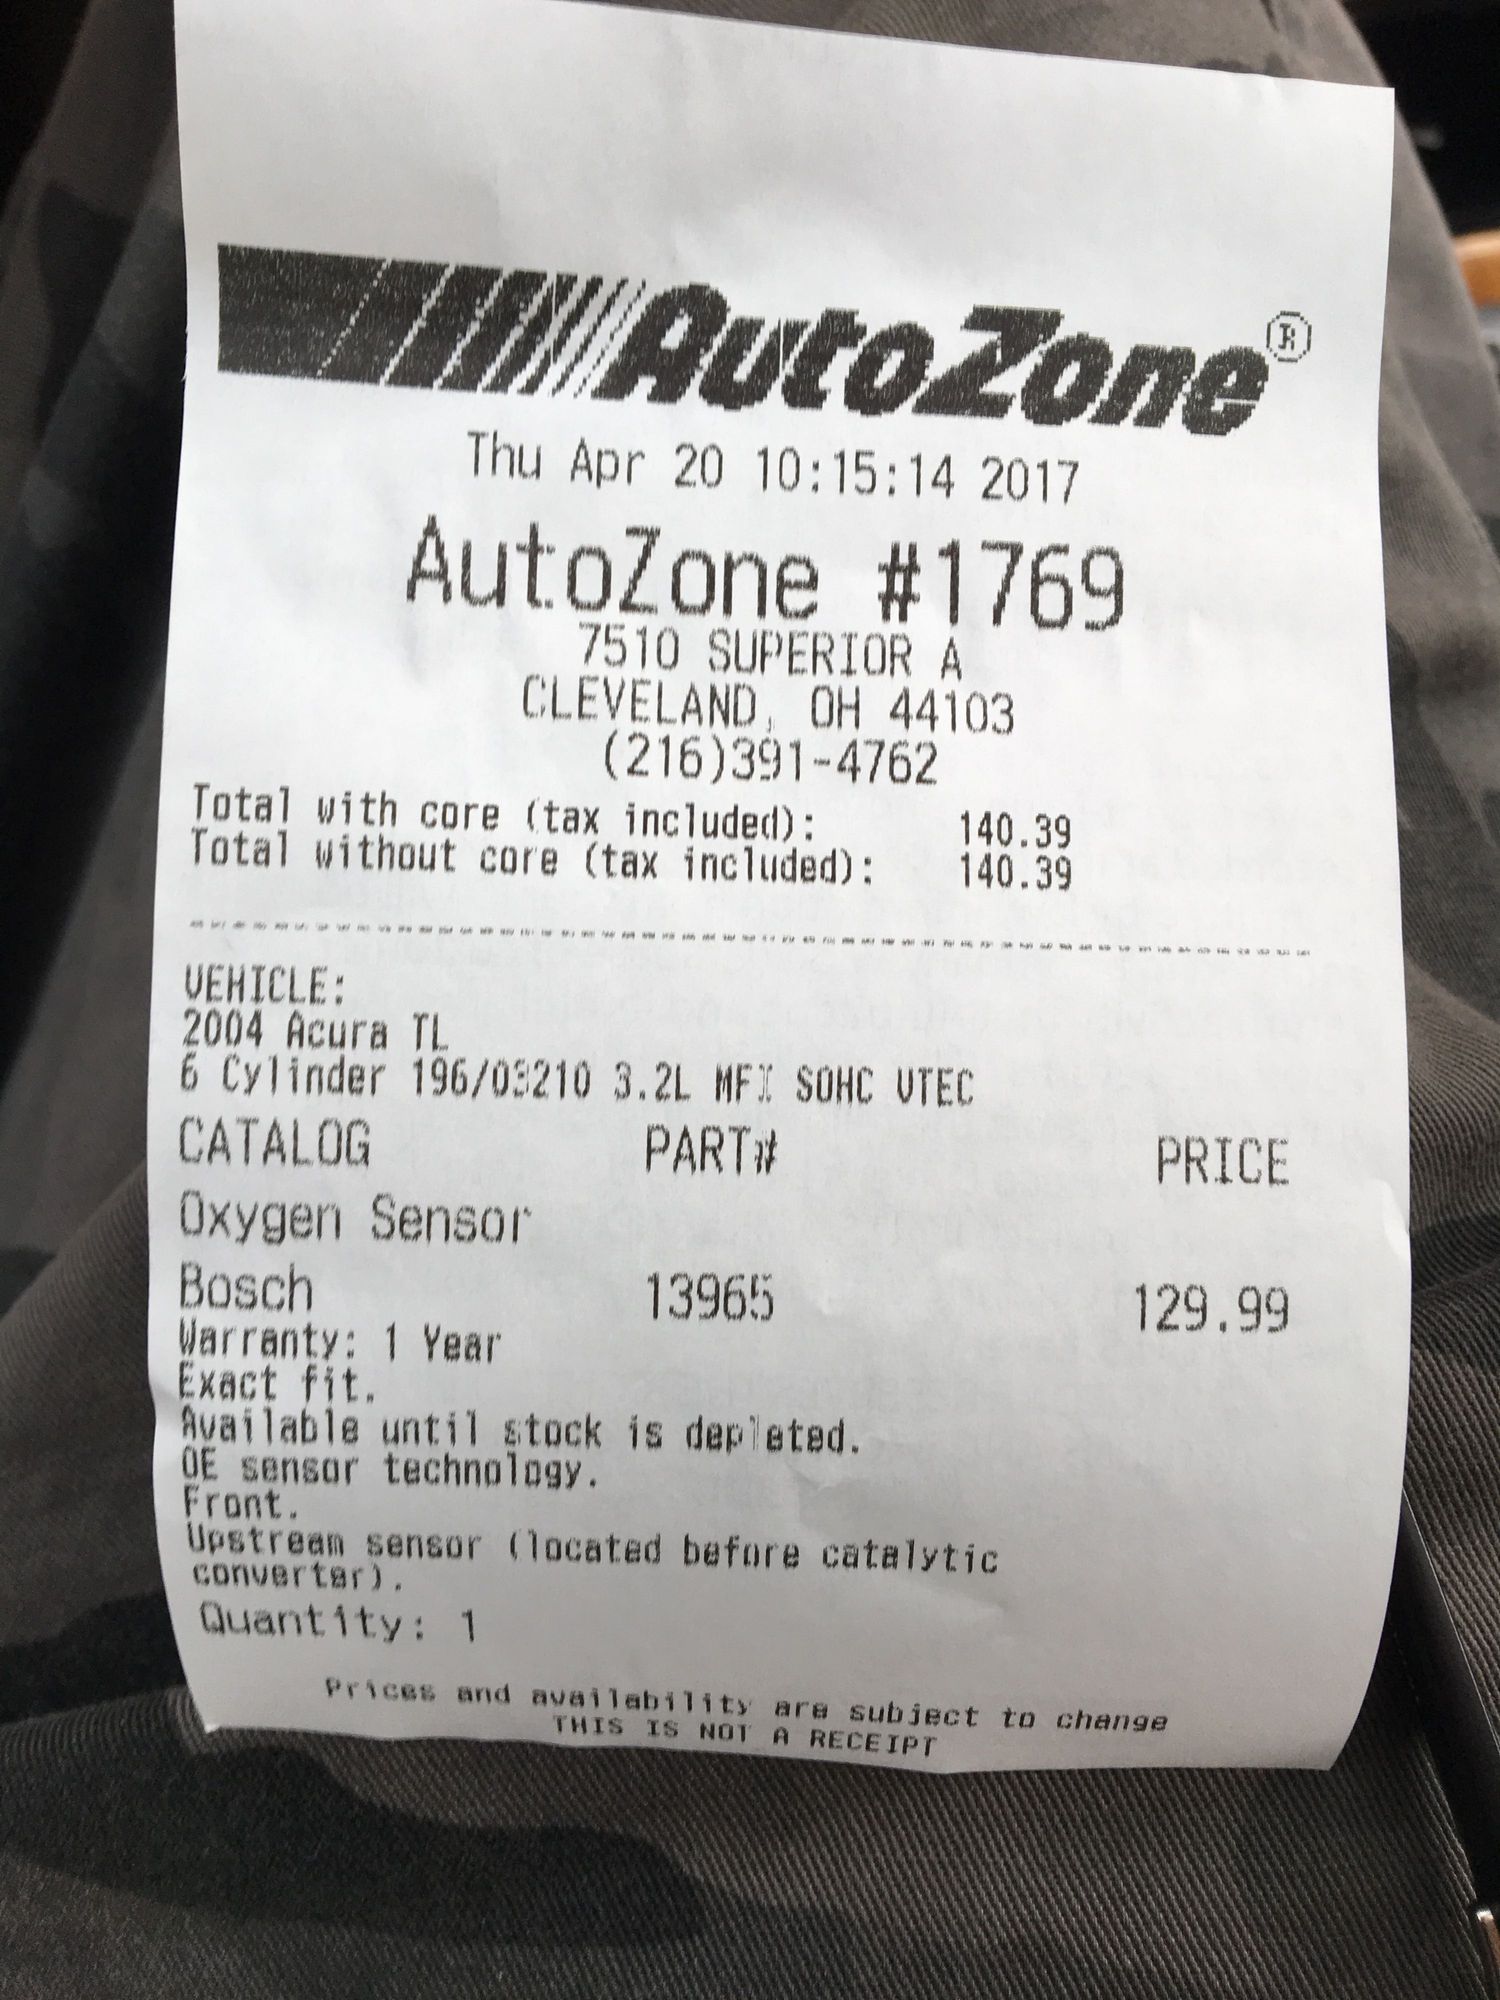 AutoZone®
Thu Apr 20 10:15:14 2017
AutoZone #1769
7510 SUPERIOR A
CLEVELAND, OH 44103
(216)391-4762
Total with core (tax included): 140.39
Total without core (tax included): 140.39
VEHICLE:
2004 Acura TL
6 Cylinder 196/03210 3.2L MFI SOHC VTEC
CATALOG PART# PRICE
Oxygen Sensor
Bosch 13965 129.99
Warranty: 1 Year
Exact fit.
Available until stock is depleted.
OE sensor technology.
Front.
Upstream sensor (located before catalytic
converter).
Quantity: 1
Prices and availability are subject to change
THIS IS NOT A RECEIPT